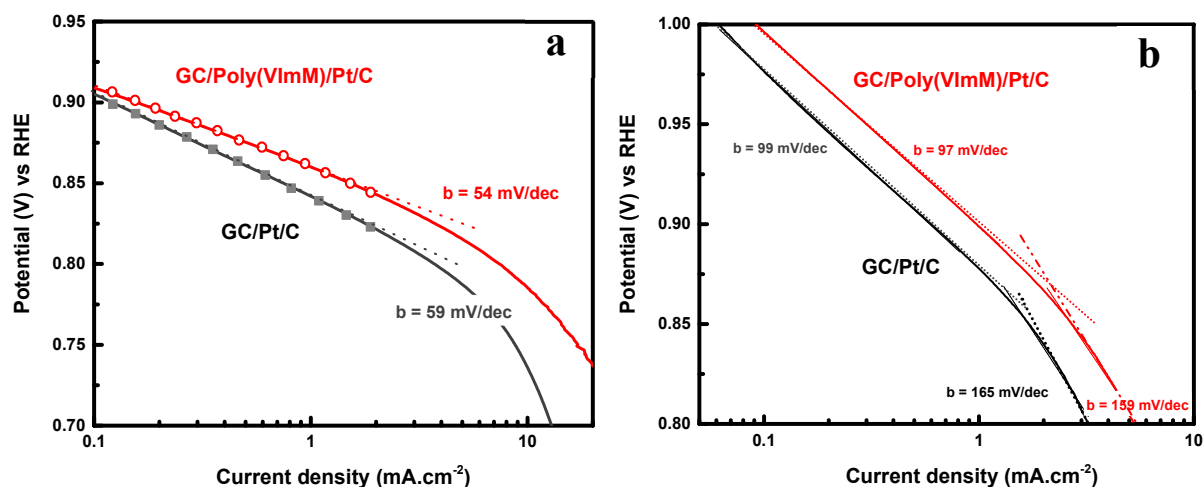 a
GC/Poly(VImM)/Pt/C
b = 54 mV/dec
GC/Pt/C
b = 59 mV/dec
0.95
0.90
0.85
0.80
0.75
0.70
Potential (V) vs RHE
0.1
1
10
Current density (mA.cm-2)
b
GC/Poly(VImM)/Pt/C
b = 97 mV/dec
b = 99 mV/dec
GC/Pt/C
b = 165 mV/dec
b = 159 mV/dec
1.00
0.95
0.90
0.85
0.80
Potential (V) vs RHE
0.1
1
10
Current density (mA.cm-2)